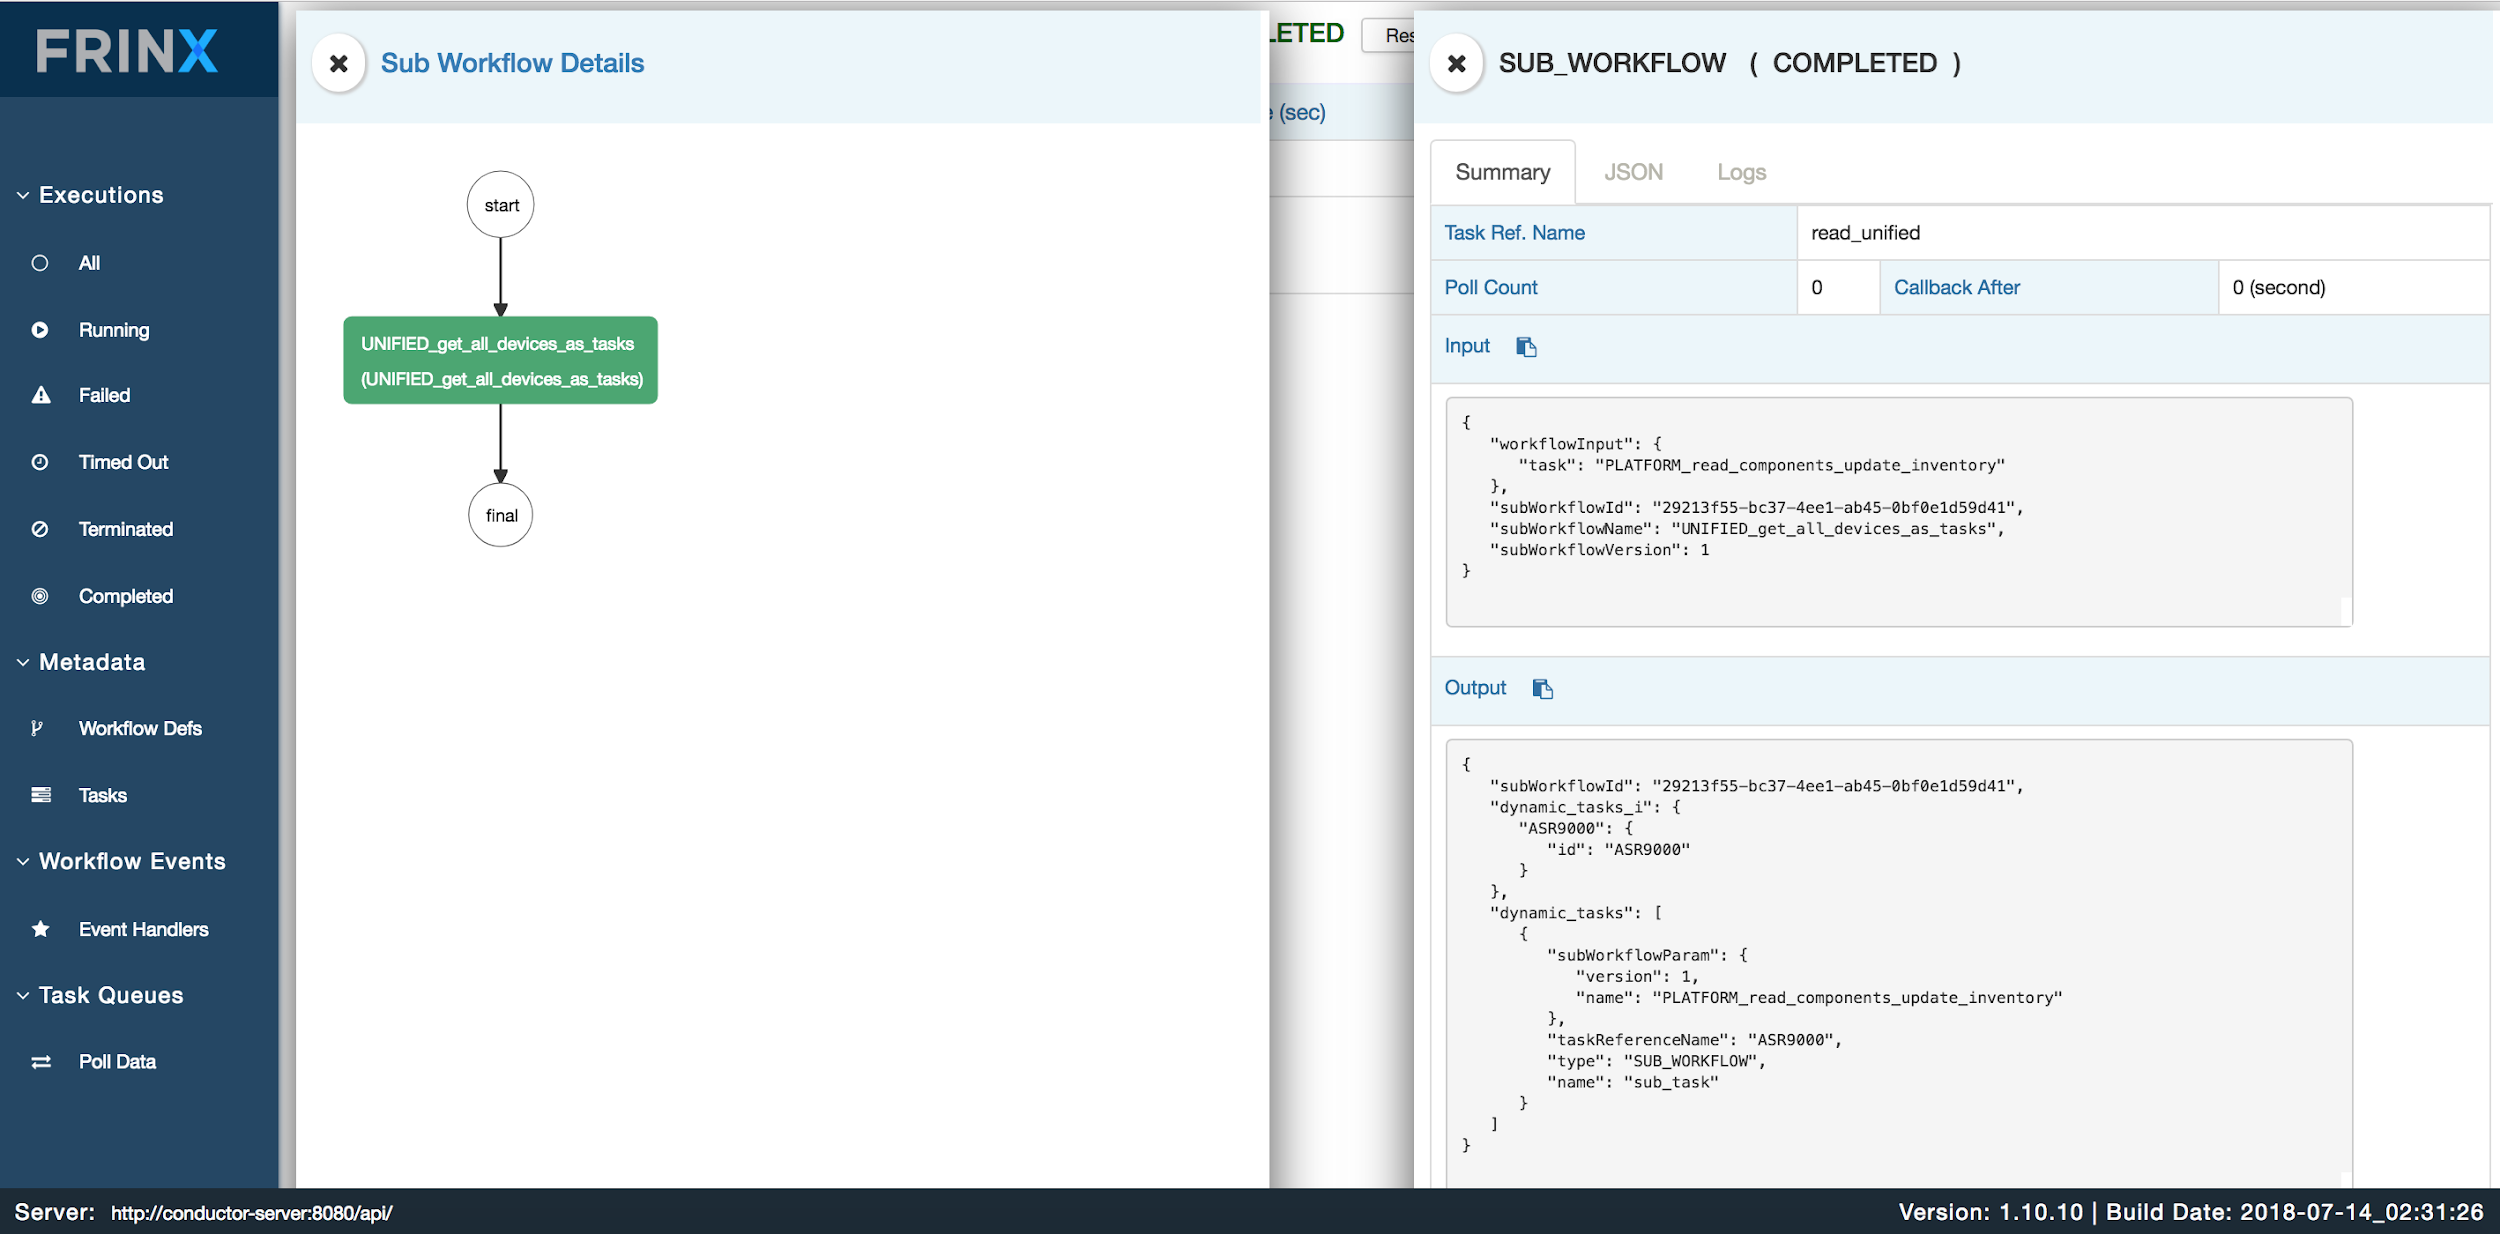 FRINX
Executions
All
Running
Failed
Timed Out
Terminated
Completed
Metadata
Workflow Defs
Tasks
Workflow Events
Event Handlers
Task Queues
Poll Data
Sub Workflow Details
start
UNIFIED_get_all_devices_as_tasks
(UNIFIED_get_all_devices_as_tasks)
final
LETED
Res
(sec)
SUB_WORKFLOW ( COMPLETED )
Summary JSON Logs
Task Ref. Name read_unified
Poll Count 0 Callback After 0 (second)
Input
{
"workflowInput": {
"task": "PLATFORM_read_components_update_inventory"
},
"subWorkflowId": "29213f55-bc37-4ee1-ab45-0bf0e1d59d41",
"subWorkflowName": "UNIFIED_get_all_devices_as_tasks",
"subWorkflowVersion": 1
}
Output
{
"subWorkflowId": "29213f55-bc37-4ee1-ab45-0bf0e1d59d41",
"dynamic_tasks_i": {
"ASR9000": {
"id": "ASR9000"
}
},
"dynamic_tasks": [
{
"subWorkflowParam": {
"version": 1,
"name": "PLATFORM_read_components_update_inventory"
},
"taskReferenceName": "ASR9000",
"type": "SUB_WORKFLOW",
"name": "sub_task"
}
]
}
Server: http://conductor-server:8080/api/
Version: 1.10.10 | Build Date: 2018-07-14_02:31:26